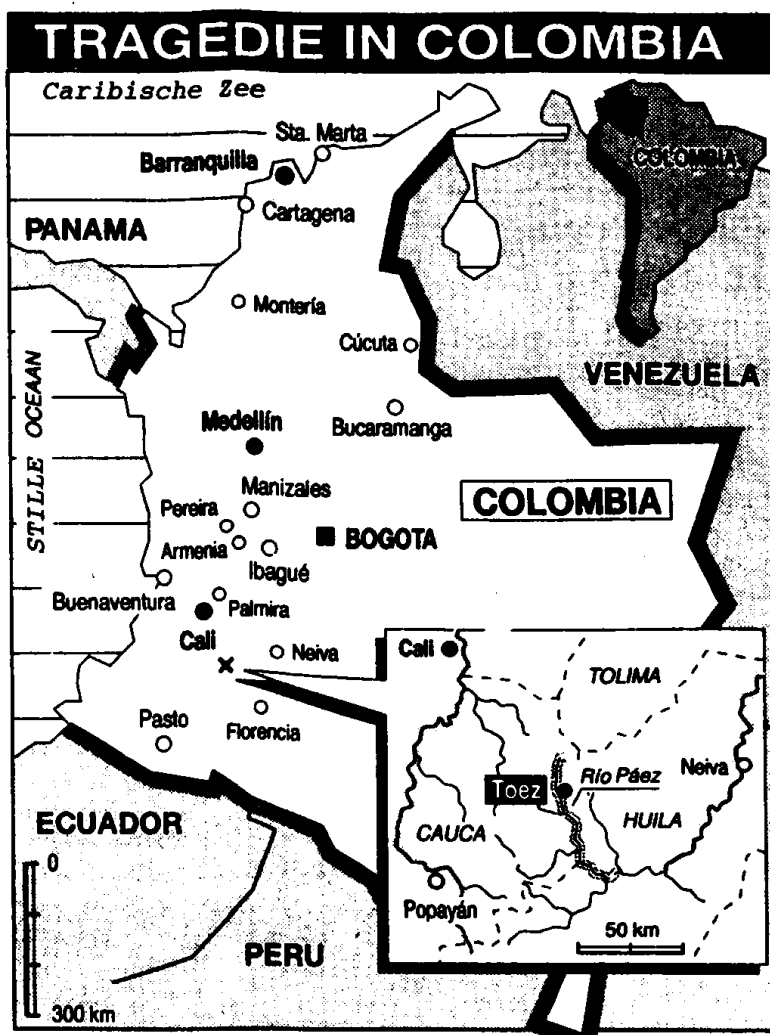 TRAGEDIE IN COLOMBIA
Caribische Zee
Sta. Marta
Barranquilla
COLOMBIA
Cartagena
PANAMA
Montería
Cúcuta
VENEZUELA
STILLE OCEAAN
Medellín
Bucaramanga
Manizales
COLOMBIA
Pereira
BOGOTA
Armenia
Ibagué
Buenaventura
Palmira
Cali
Neiva
Pasto
Florencia
ECUADOR
PERU
0
300 km
Cali
TOLIMA
Neiva
Río Páez
Toez
HUILA
CAUCA
Popayán
50 km